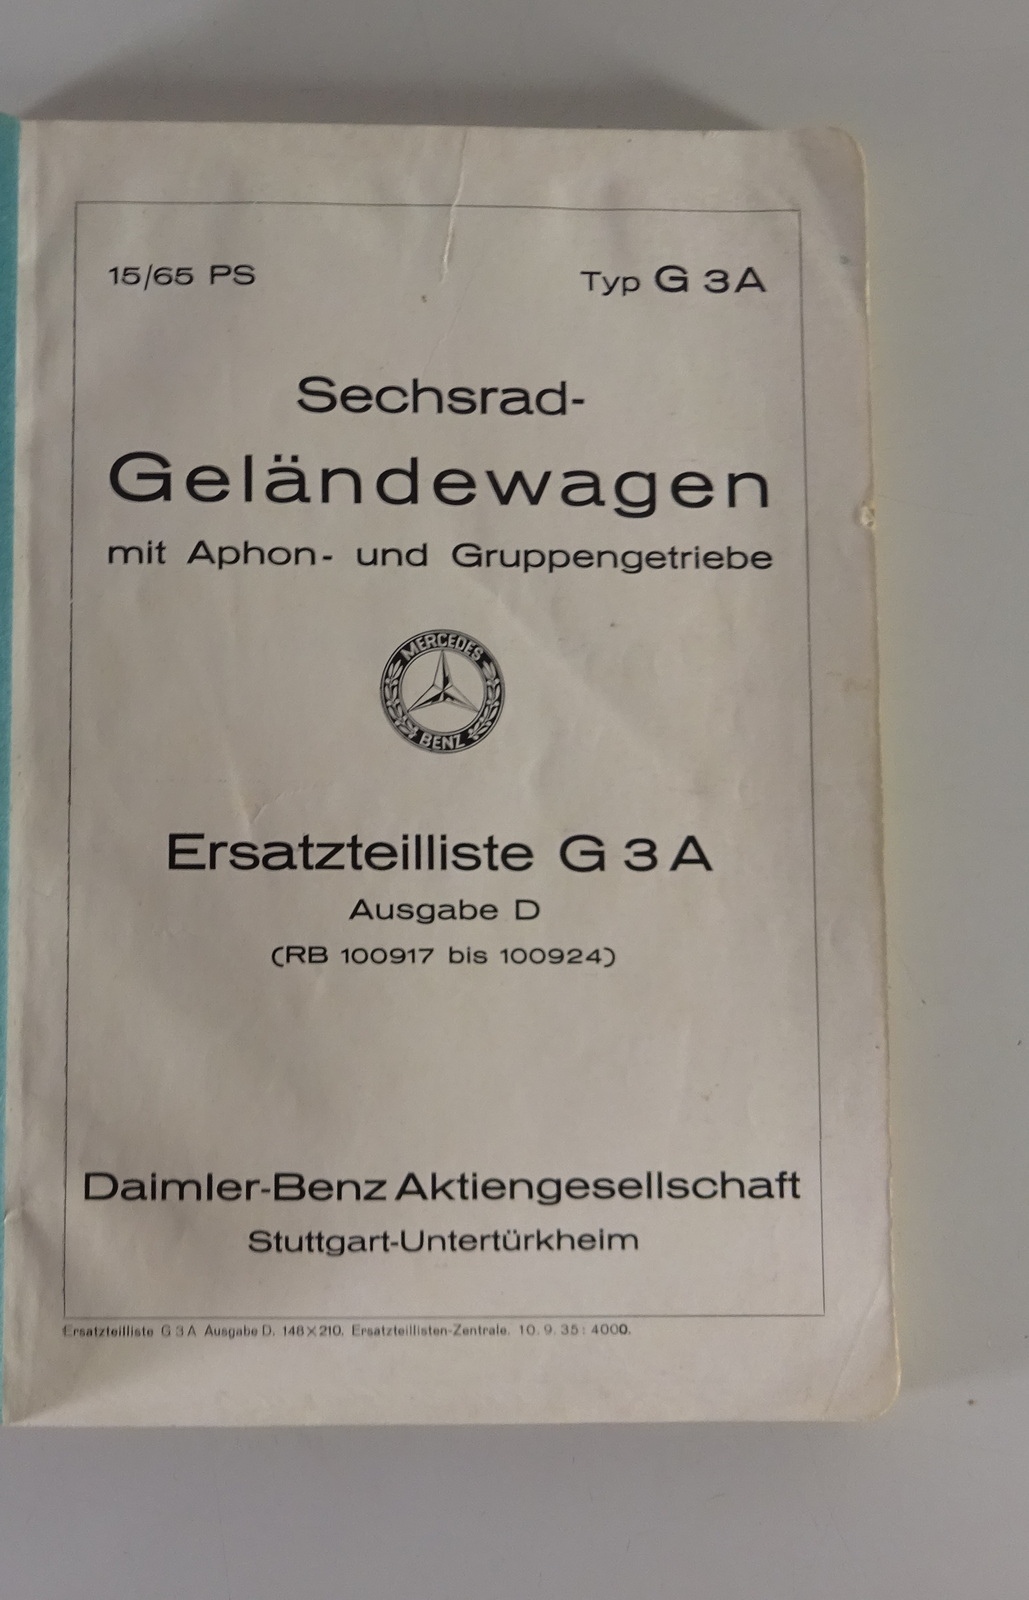 15/65 PS
Typ G 3 A
Sechsrad-
Geländewagen
mit Aphon- und Gruppengetriebe
MERCEDES
BENZ
Ersatzteilliste G 3 A
Ausgabe D
(RB 100917 bis 100924)
Daimler-Benz Aktiengesellschaft
Stuttgart-Untertürkheim
Ersatzteilliste G 3 A Ausgabe D. 148×210. Ersatzteillisten-Zentrale. 10. 9. 35 : 4000.